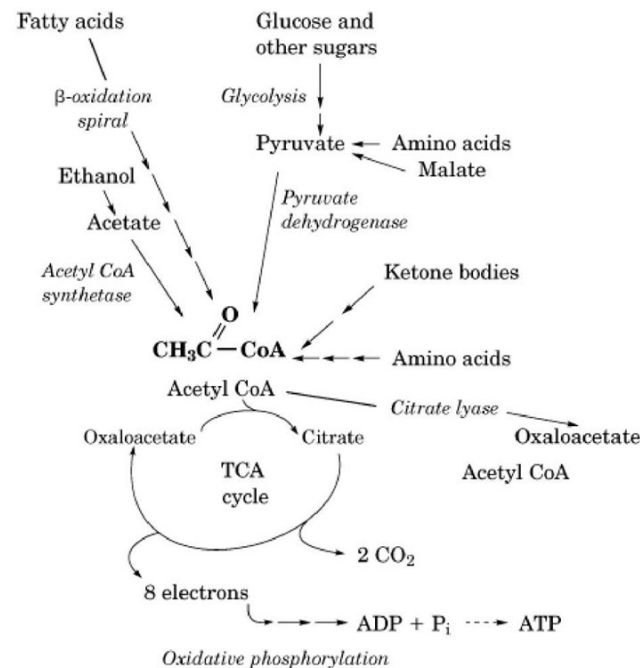 Fatty acids
Glucose and
other sugars
β-oxidation
spiral
Glycolysis
Pyruvate
Amino acids
Malate
Ethanol
Acetate
Pyruvate
dehydrogenase
Acetyl CoA
synthetase
Ketone bodies
O
CH₃C — CoA
Amino acids
Acetyl CoA
Citrate lyase
Oxaloacetate
Citrate
Oxaloacetate
TCA
cycle
Acetyl CoA
2 CO₂
8 electrons
ADP + Pᵢ
ATP
Oxidative phosphorylation